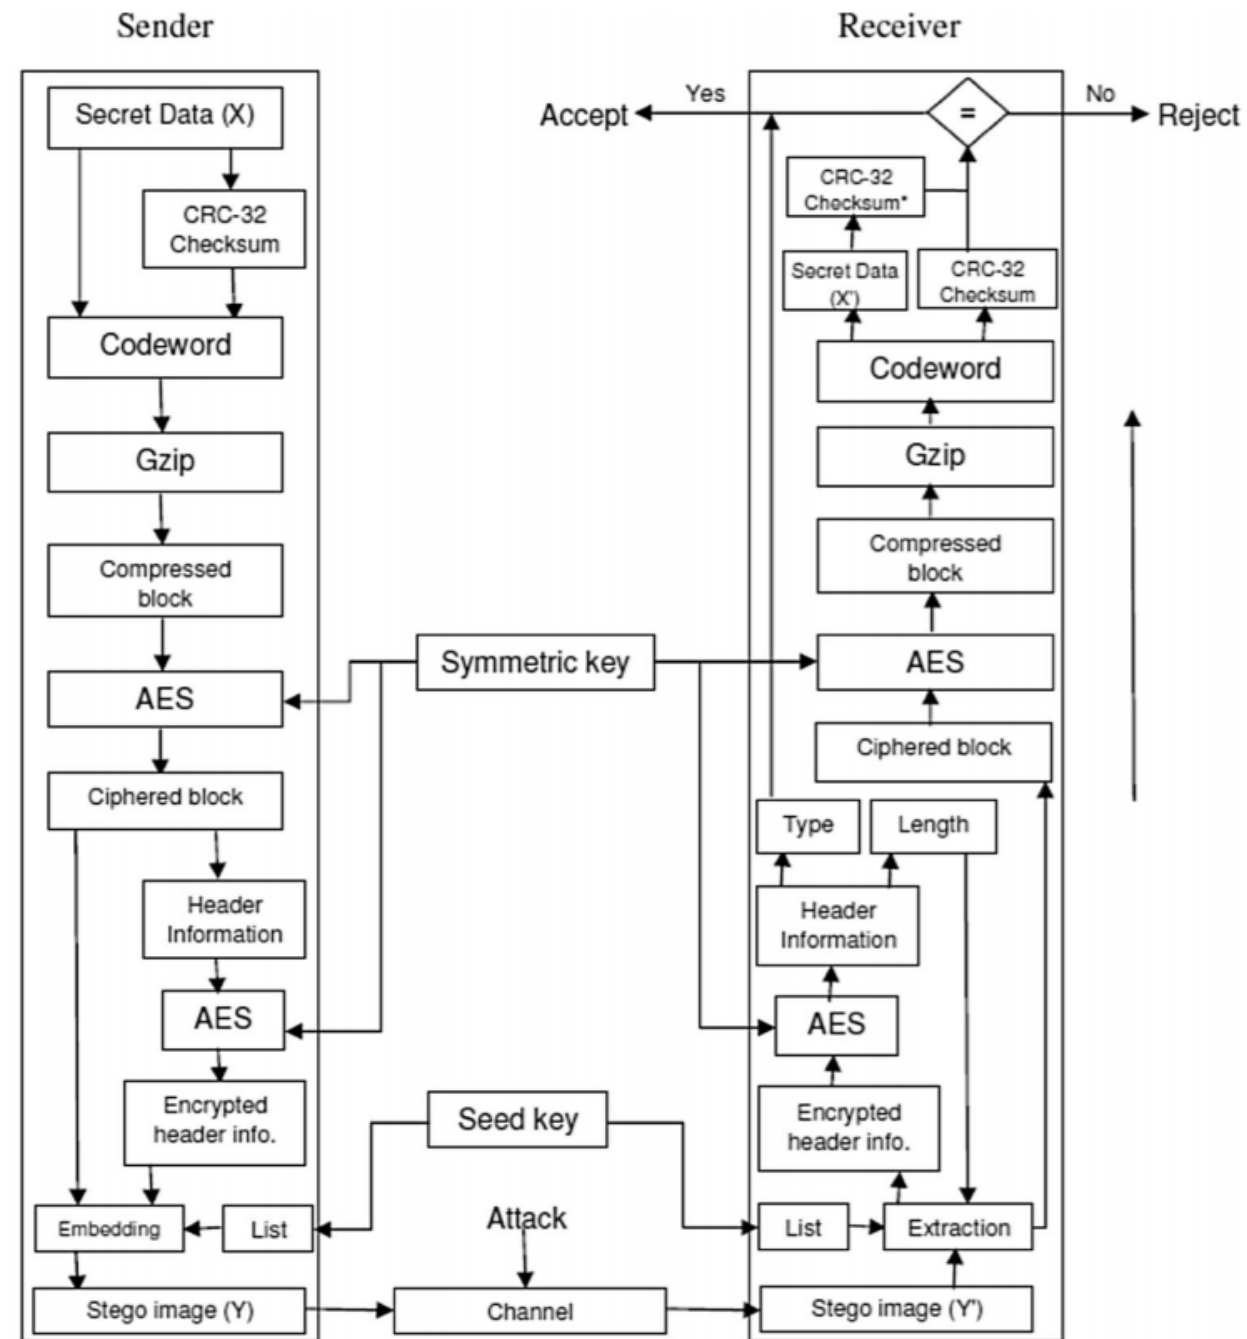 Sender
Receiver
Secret Data (X)
Accept
Yes
=
No
Reject
CRC-32
Checksum
CRC-32
Checksum*
Secret Data
(X')
CRC-32
Checksum
Codeword
Codeword
Gzip
Gzip
Compressed
block
Compressed
block
Symmetric key
AES
AES
Ciphered block
Ciphered block
Type
Length
Header
Information
Header
Information
AES
AES
Encrypted
header info.
Seed key
Encrypted
header info.
Embedding
List
Attack
List
Extraction
Stego image (Y)
Channel
Stego image (Y')